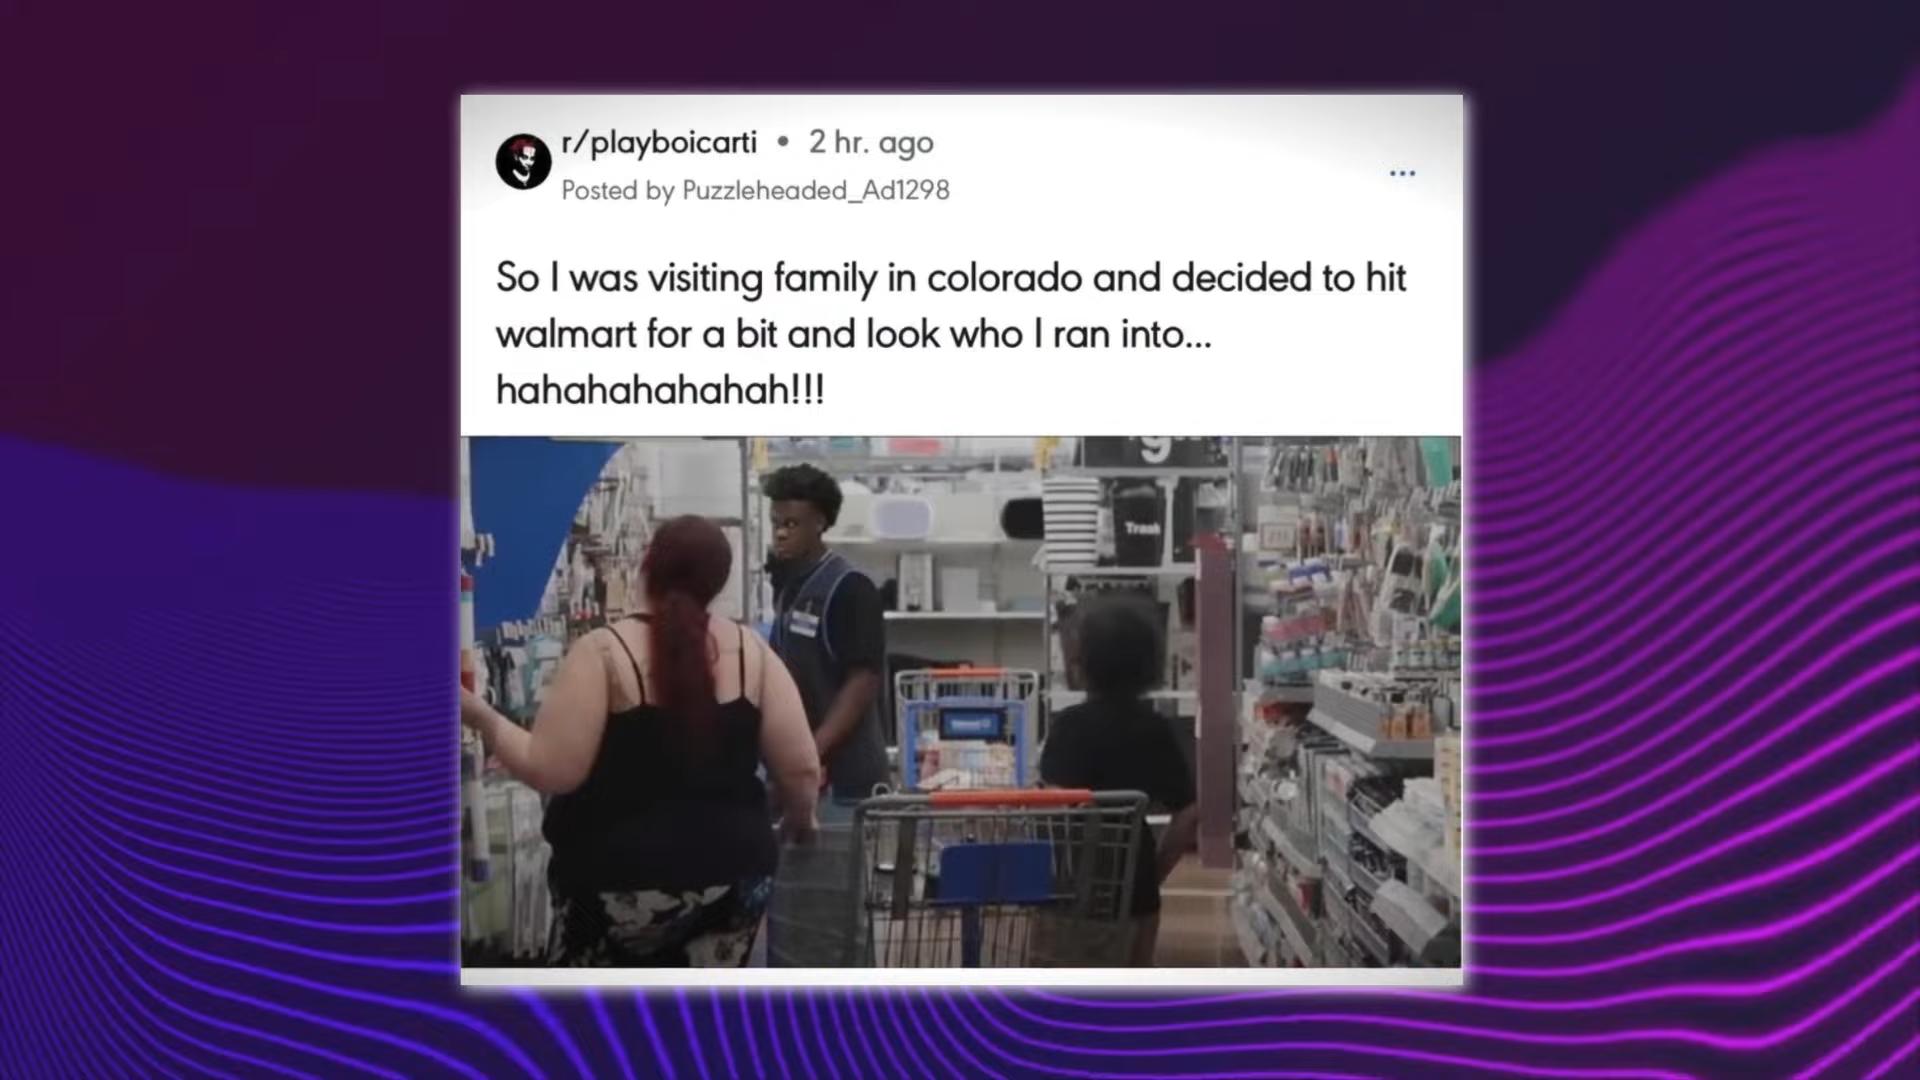 r/playboicarti • 2 hr. ago
Posted by Puzzleheaded_Ad1298
So I was visiting family in colorado and decided to hit
walmart for a bit and look who I ran into...
hahahahahahah!!!
9
Trash